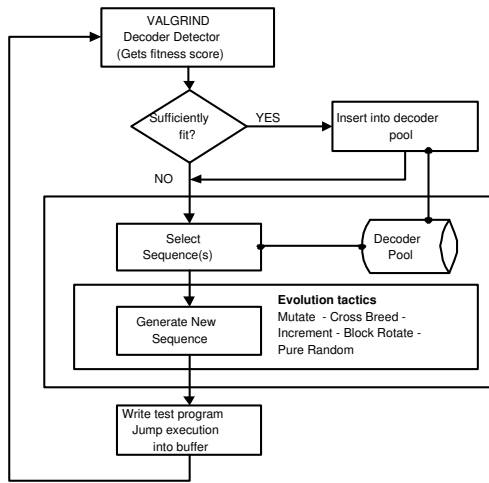 VALGRIND
Decoder Detector
(Gets fitness score)
Sufficiently
fit?
YES
Insert into decoder
pool
NO
Select
Sequence(s)
Decoder
Pool
Evolution tactics
Mutate - Cross Breed -
Increment - Block Rotate -
Pure Random
Generate New
Sequence
Write test program
Jump execution
into buffer